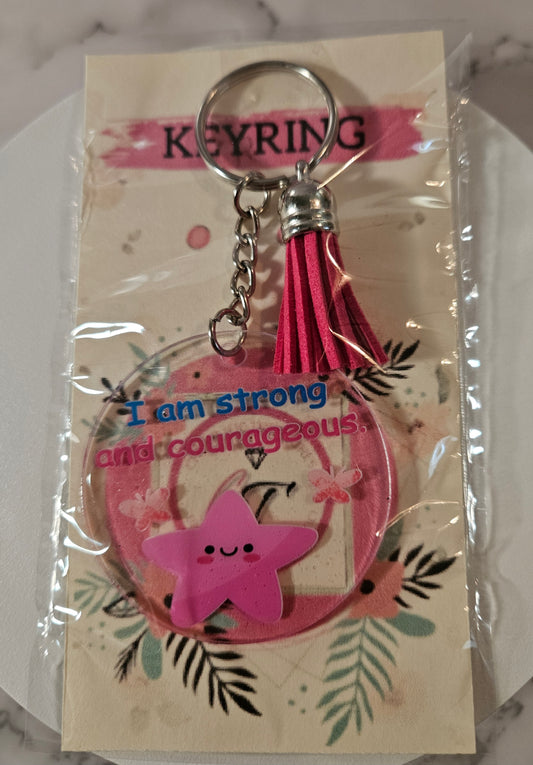 KEYRING
I am strong
and courageous.